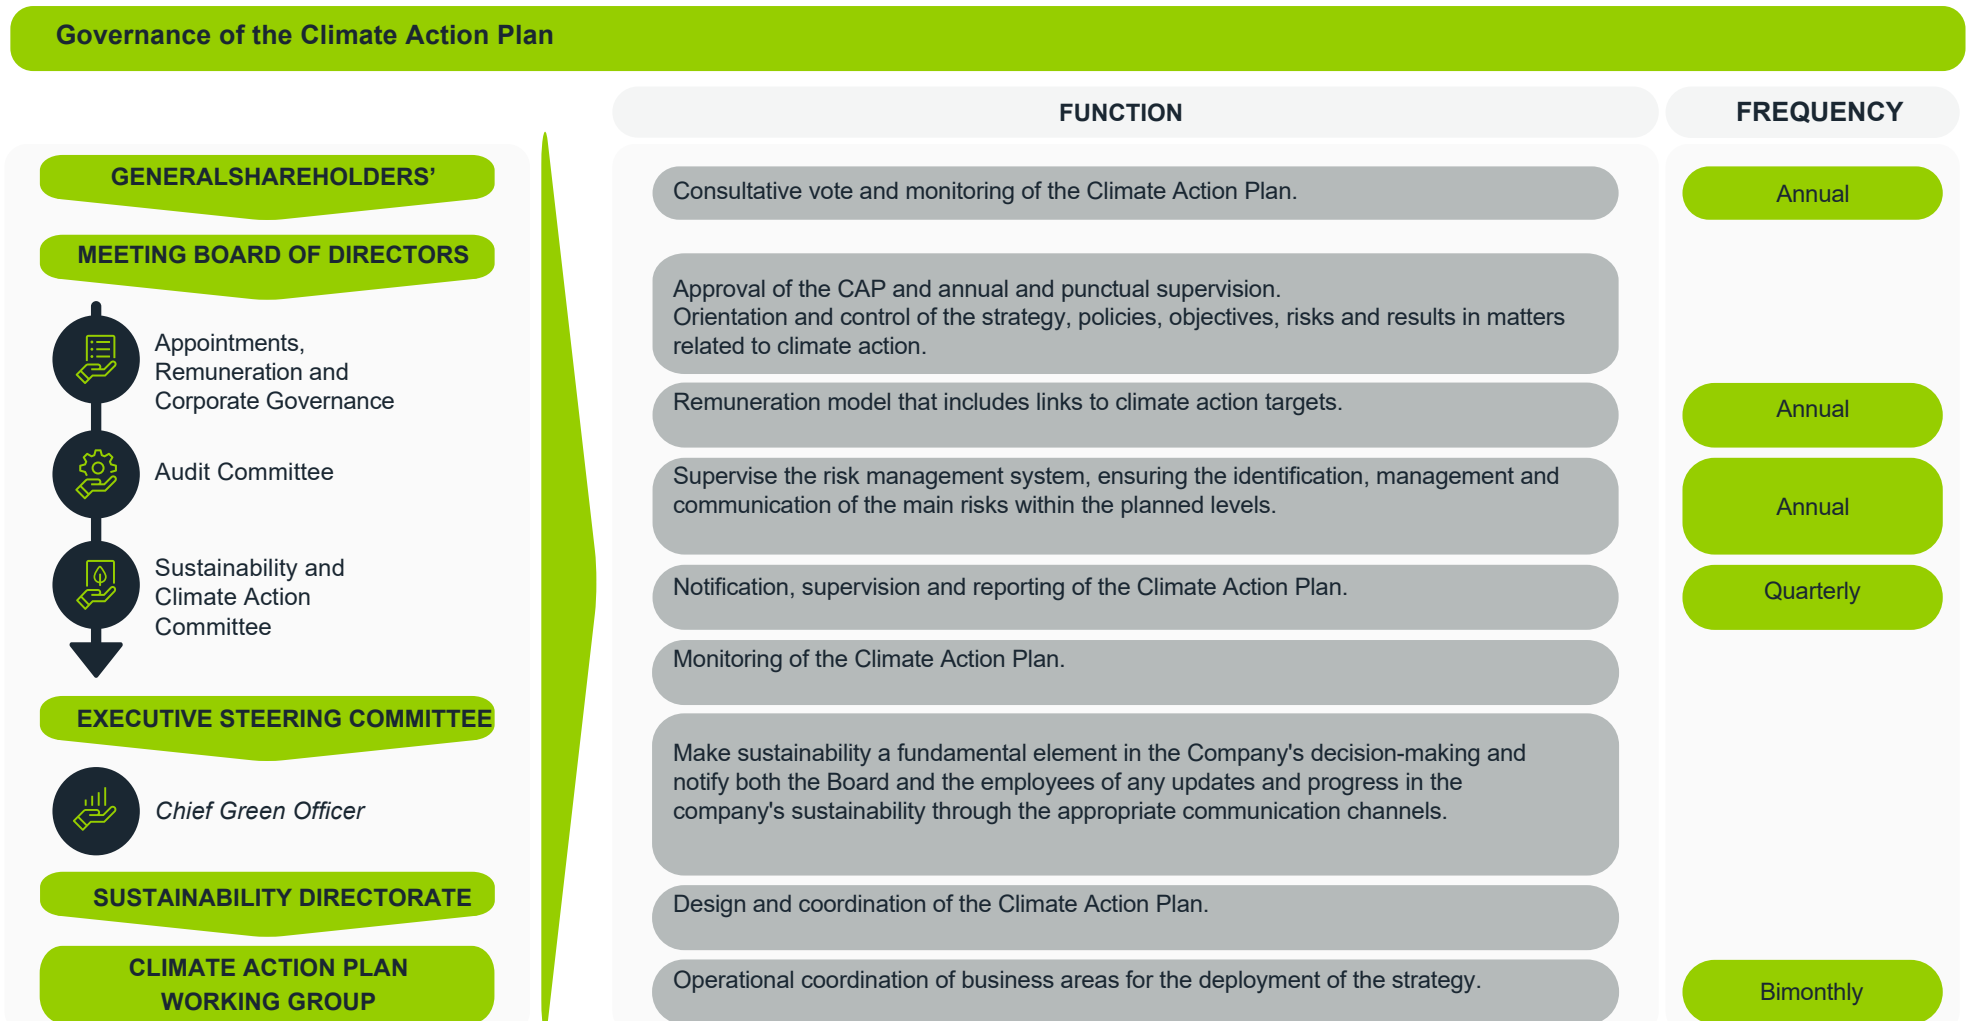 Governance of the Climate Action Plan
FUNCTION
FREQUENCY
GENERALSHAREHOLDERS’
Consultative vote and monitoring of the Climate Action Plan.
Annual
MEETING BOARD OF DIRECTORS
Approval of the CAP and annual and punctual supervision.
Orientation and control of the strategy, policies, objectives, risks and results in matters
related to climate action.
Appointments,
Remuneration and
Corporate Governance
Remuneration model that includes links to climate action targets.
Annual
Audit Committee
Supervise the risk management system, ensuring the identification, management and
communication of the main risks within the planned levels.
Annual
Sustainability and
Climate Action
Committee
Notification, supervision and reporting of the Climate Action Plan.
Quarterly
EXECUTIVE STEERING COMMITTEE
Monitoring of the Climate Action Plan.
Chief Green Officer
Make sustainability a fundamental element in the Company's decision-making and
notify both the Board and the employees of any updates and progress in the
company's sustainability through the appropriate communication channels.
SUSTAINABILITY DIRECTORATE
Design and coordination of the Climate Action Plan.
CLIMATE ACTION PLAN
WORKING GROUP
Operational coordination of business areas for the deployment of the strategy.
Bimonthly